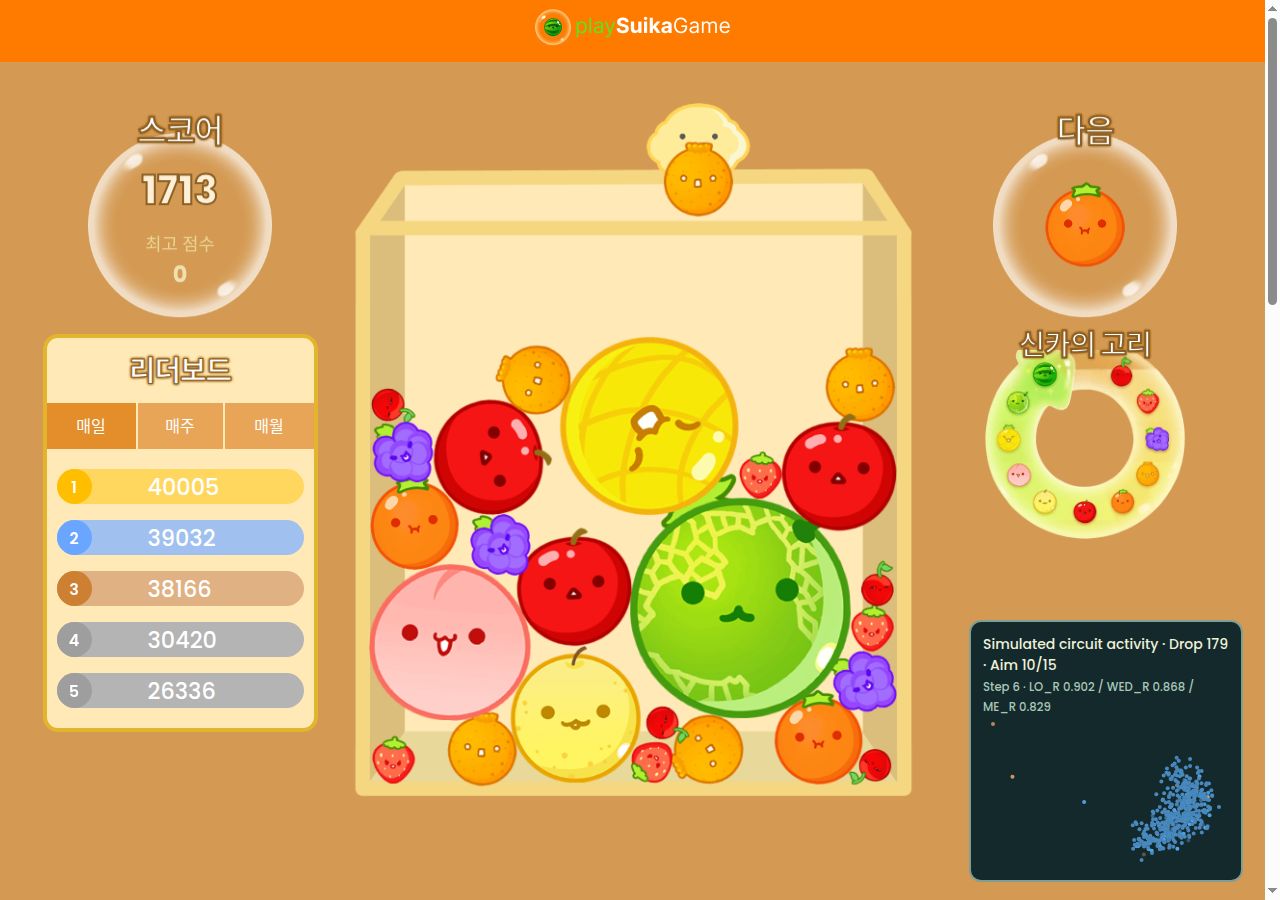 playSuikaGame
스코어
1713
최고 점수
0
다음
리더보드
매일 매주 매월
1 40005
2 39032
3 38166
4 30420
5 26336
신카의 고리
Simulated circuit activity · Drop 179
· Aim 10/15
Step 6 · LO_R 0.902 / WED_R 0.868 /
ME_R 0.829